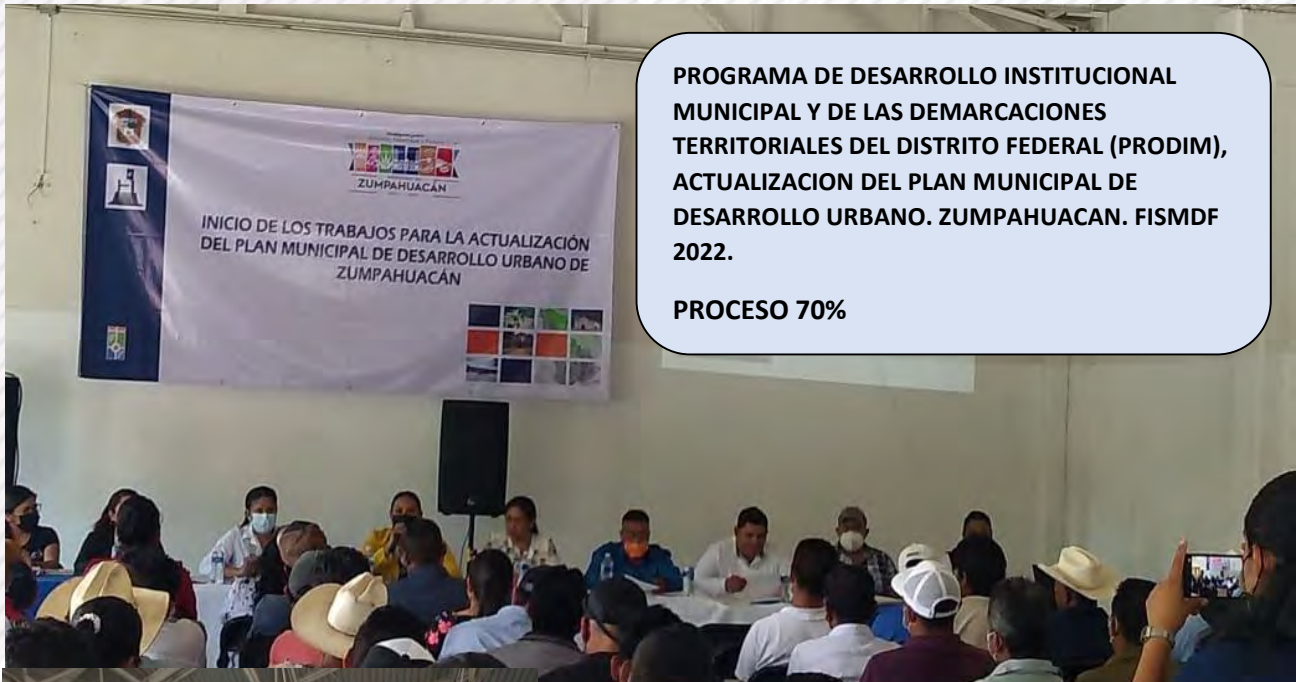 PROGRAMA DE DESARROLLO INSTITUCIONAL
MUNICIPAL Y DE LAS DEMARCACIONES
TERRITORIALES DEL DISTRITO FEDERAL (PRODIM),
ACTUALIZACION DEL PLAN MUNICIPAL DE
DESARROLLO URBANO. ZUMPAHUACAN. FISMDF
2022.
PROCESO 70%
ZUMPAHUACÁN
INICIO DE LOS TRABAJOS PARA LA ACTUALIZACIÓN
DEL PLAN MUNICIPAL DE DESARROLLO URBANO DE
ZUMPAHUACÁN